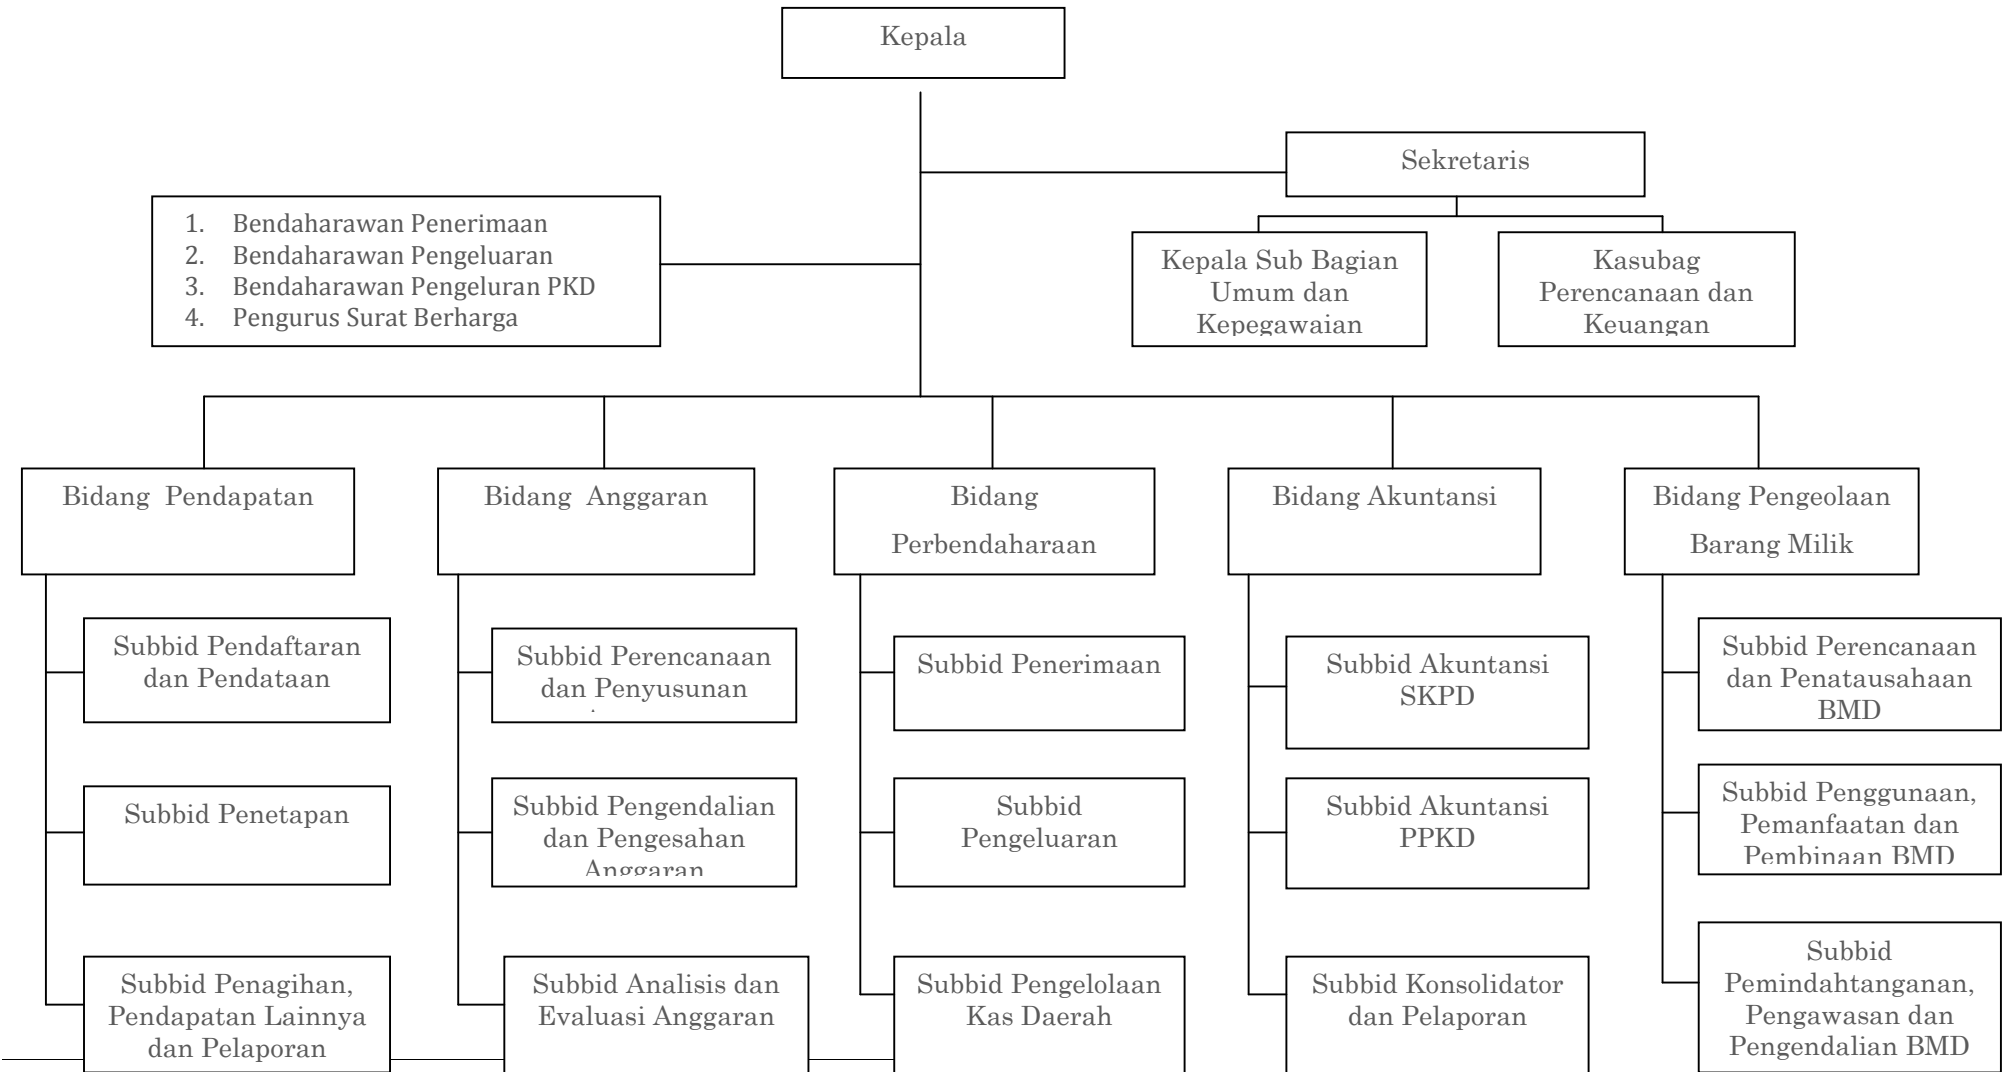 Kepala
Sekretaris
1. Bendaharawan Penerimaan
2. Bendaharawan Pengeluaran
3. Bendaharawan Pengeluran PKD
4. Pengurus Surat Berharga
Kepala Sub Bagian
Umum dan
Kepegawaian
Kasubag
Perencanaan dan
Keuangan
Bidang Pendapatan
Bidang Anggaran
Bidang
Perbendaharaan
Bidang Akuntansi
Bidang Pengeolaan
Barang Milik
Subbid Pendaftaran
dan Pendataan
Subbid Perencanaan
dan Penyusunan
Subbid Penerimaan
Subbid Akuntansi
SKPD
Subbid Perencanaan
dan Penatausahaan
BMD
Subbid Penetapan
Subbid Pengendalian
dan Pengesahan
Anggaran
Subbid
Pengeluaran
Subbid Akuntansi
PPKD
Subbid Penggunaan,
Pemanfaatan dan
Pembinaan BMD
Subbid Penagihan,
Pendapatan Lainnya
dan Pelaporan
Subbid Analisis dan
Evaluasi Anggaran
Subbid Pengelolaan
Kas Daerah
Subbid Konsolidator
dan Pelaporan
Subbid
Pemindahtanganan,
Pengawasan dan
Pengendalian BMD